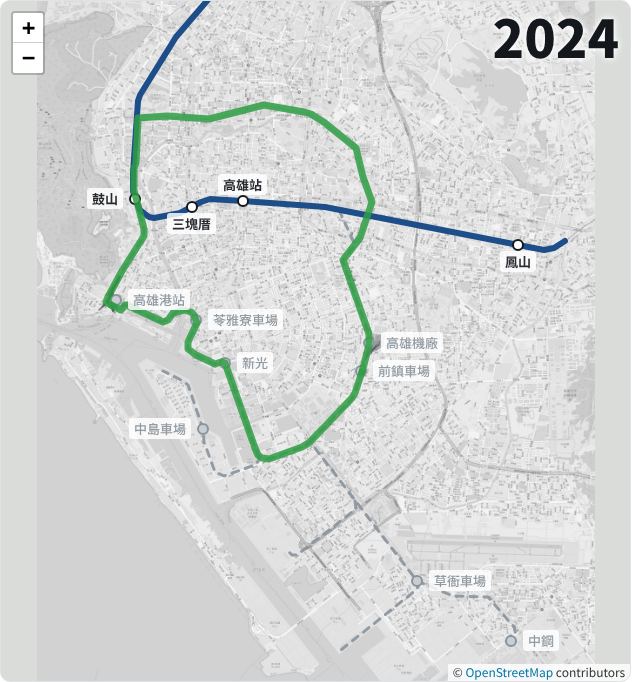 +
2024
−
高雄站
鼓山
三塊厝
鳳山
高雄港站
苓雅寮車場
高雄機廠
新光
前鎮車場
中島車場
草衙車場
中鋼
© OpenStreetMap contributors